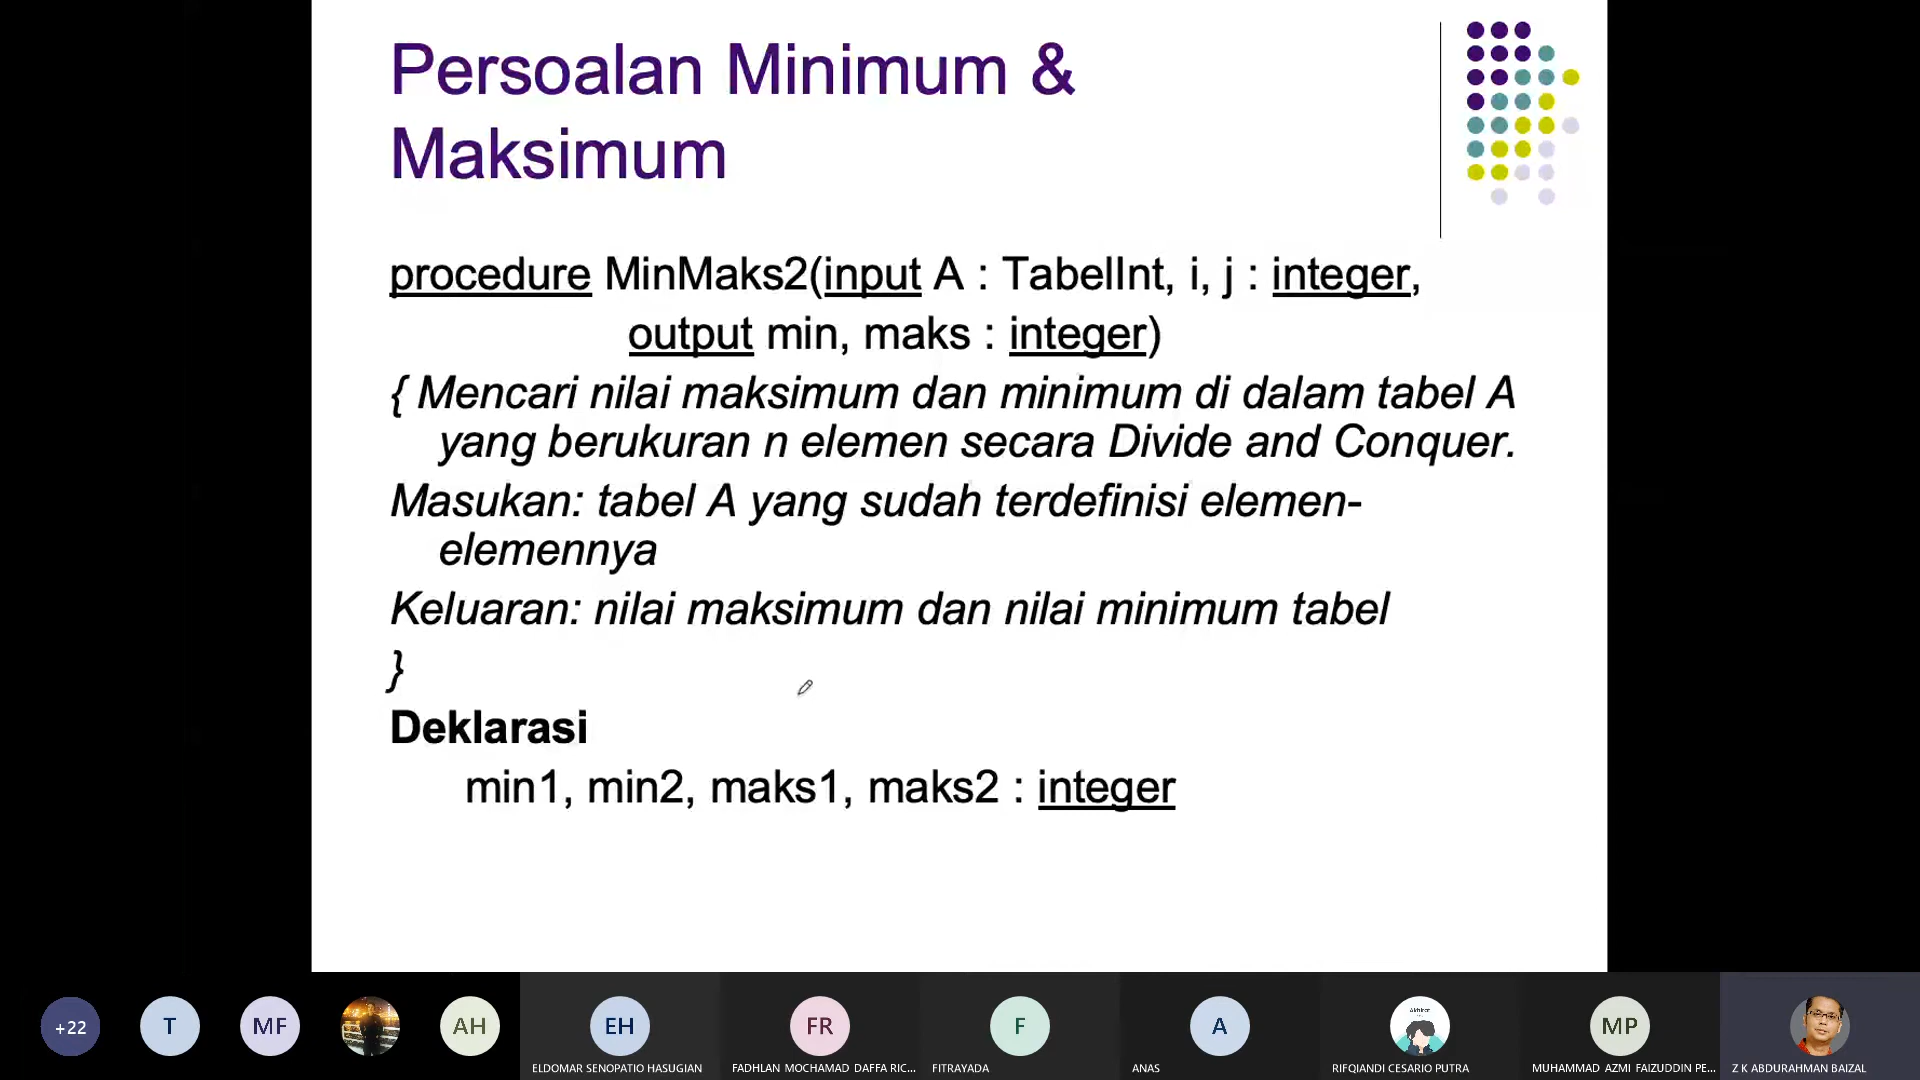 Persoalan Minimum &
Maksimum
procedure MinMaks2(input A : TabelInt, i, j : integer,
output min, maks : integer)
{ Mencari nilai maksimum dan minimum di dalam tabel A
yang berukuran n elemen secara Divide and Conquer.
Masukan: tabel A yang sudah terdefinisi elemen-
elemennya
Keluaran: nilai maksimum dan nilai minimum tabel
}
Deklarasi
min1, min2, maks1, maks2 : integer
+22
T
MF
AH
EH
FR
F
A
MP
ELDOMAR SENOPATIO HASUGIAN
FADHLAN MOCHAMAD DAFFA RIC...
FITRAYADA
ANAS
RIFQIANDI CESARIO PUTRA
MUHAMMAD AZMI FAIZUDDIN PE...
Z K ABDURAHMAN BAIZAL